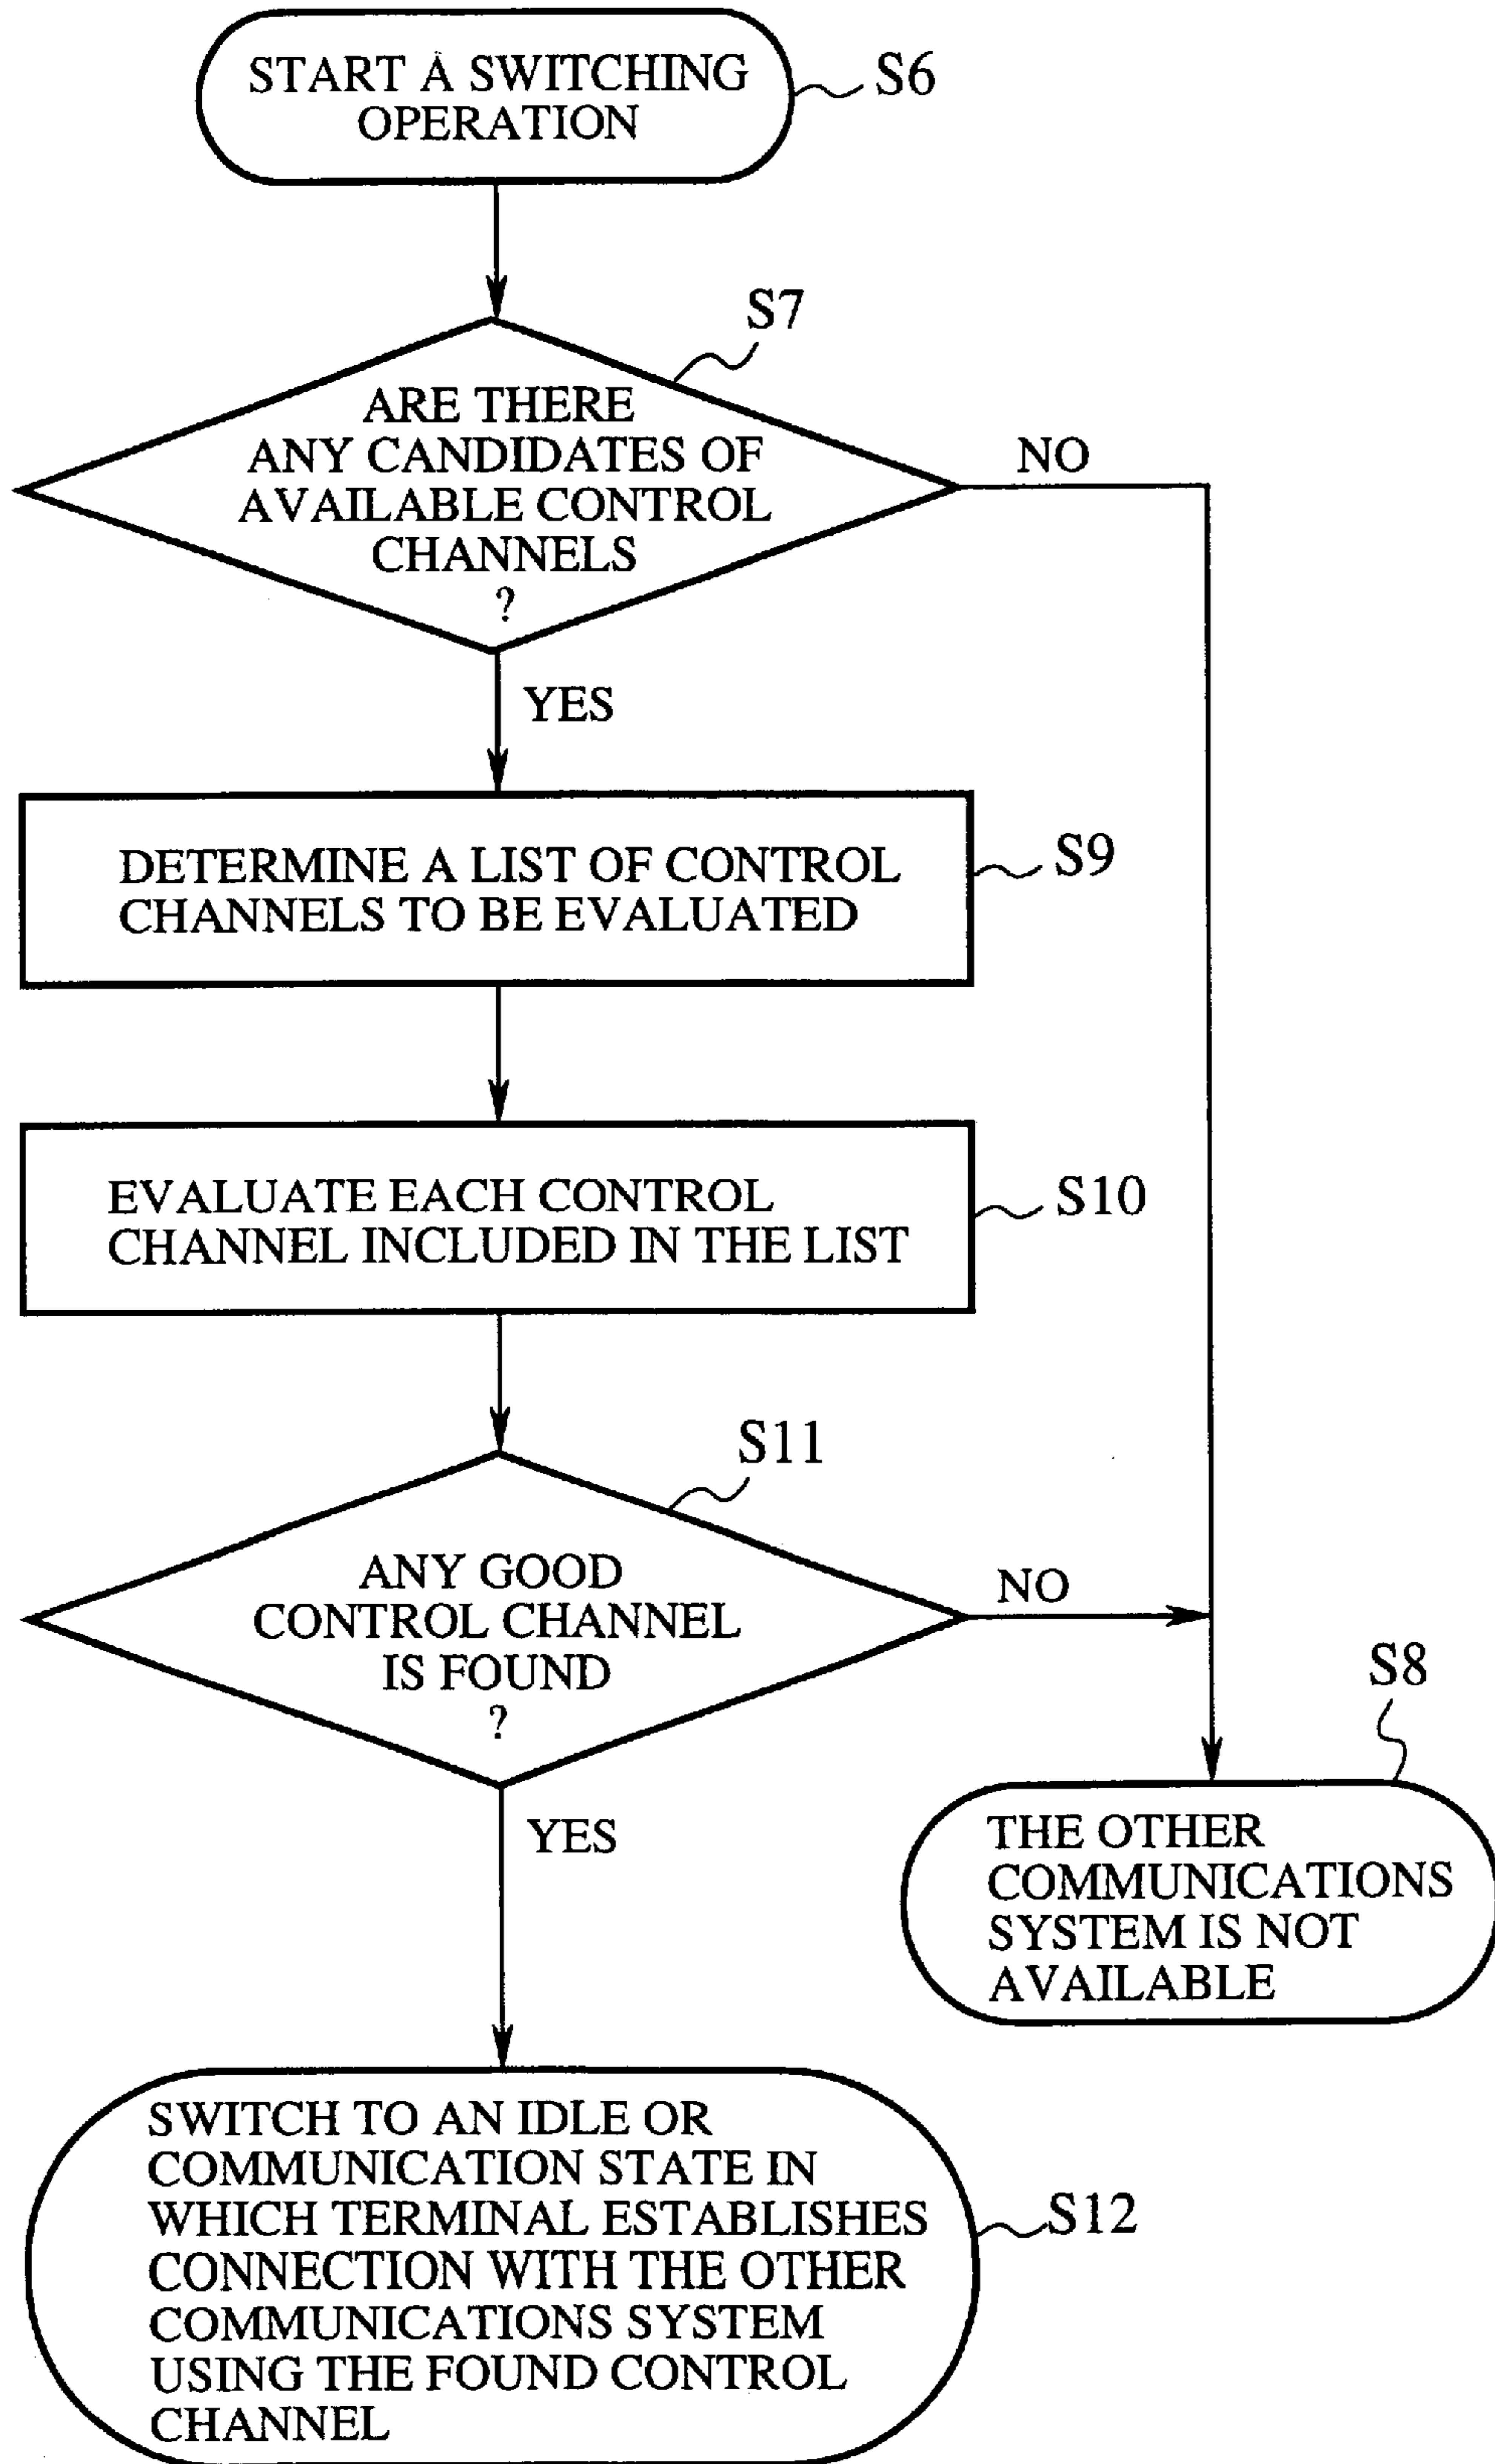 START A SWITCHING
OPERATION
S6
S7
ARE THERE
ANY CANDIDATES OF
AVAILABLE CONTROL
CHANNELS
?
NO
YES
DETERMINE A LIST OF CONTROL
CHANNELS TO BE EVALUATED
S9
EVALUATE EACH CONTROL
CHANNEL INCLUDED IN THE LIST
S10
S11
ANY GOOD
CONTROL CHANNEL
IS FOUND
?
NO
YES
S8
THE OTHER
COMMUNICATIONS
SYSTEM IS NOT
AVAILABLE
SWITCH TO AN IDLE OR
COMMUNICATION STATE IN
WHICH TERMINAL ESTABLISHES
CONNECTION WITH THE OTHER
COMMUNICATIONS SYSTEM
USING THE FOUND CONTROL
CHANNEL
S12